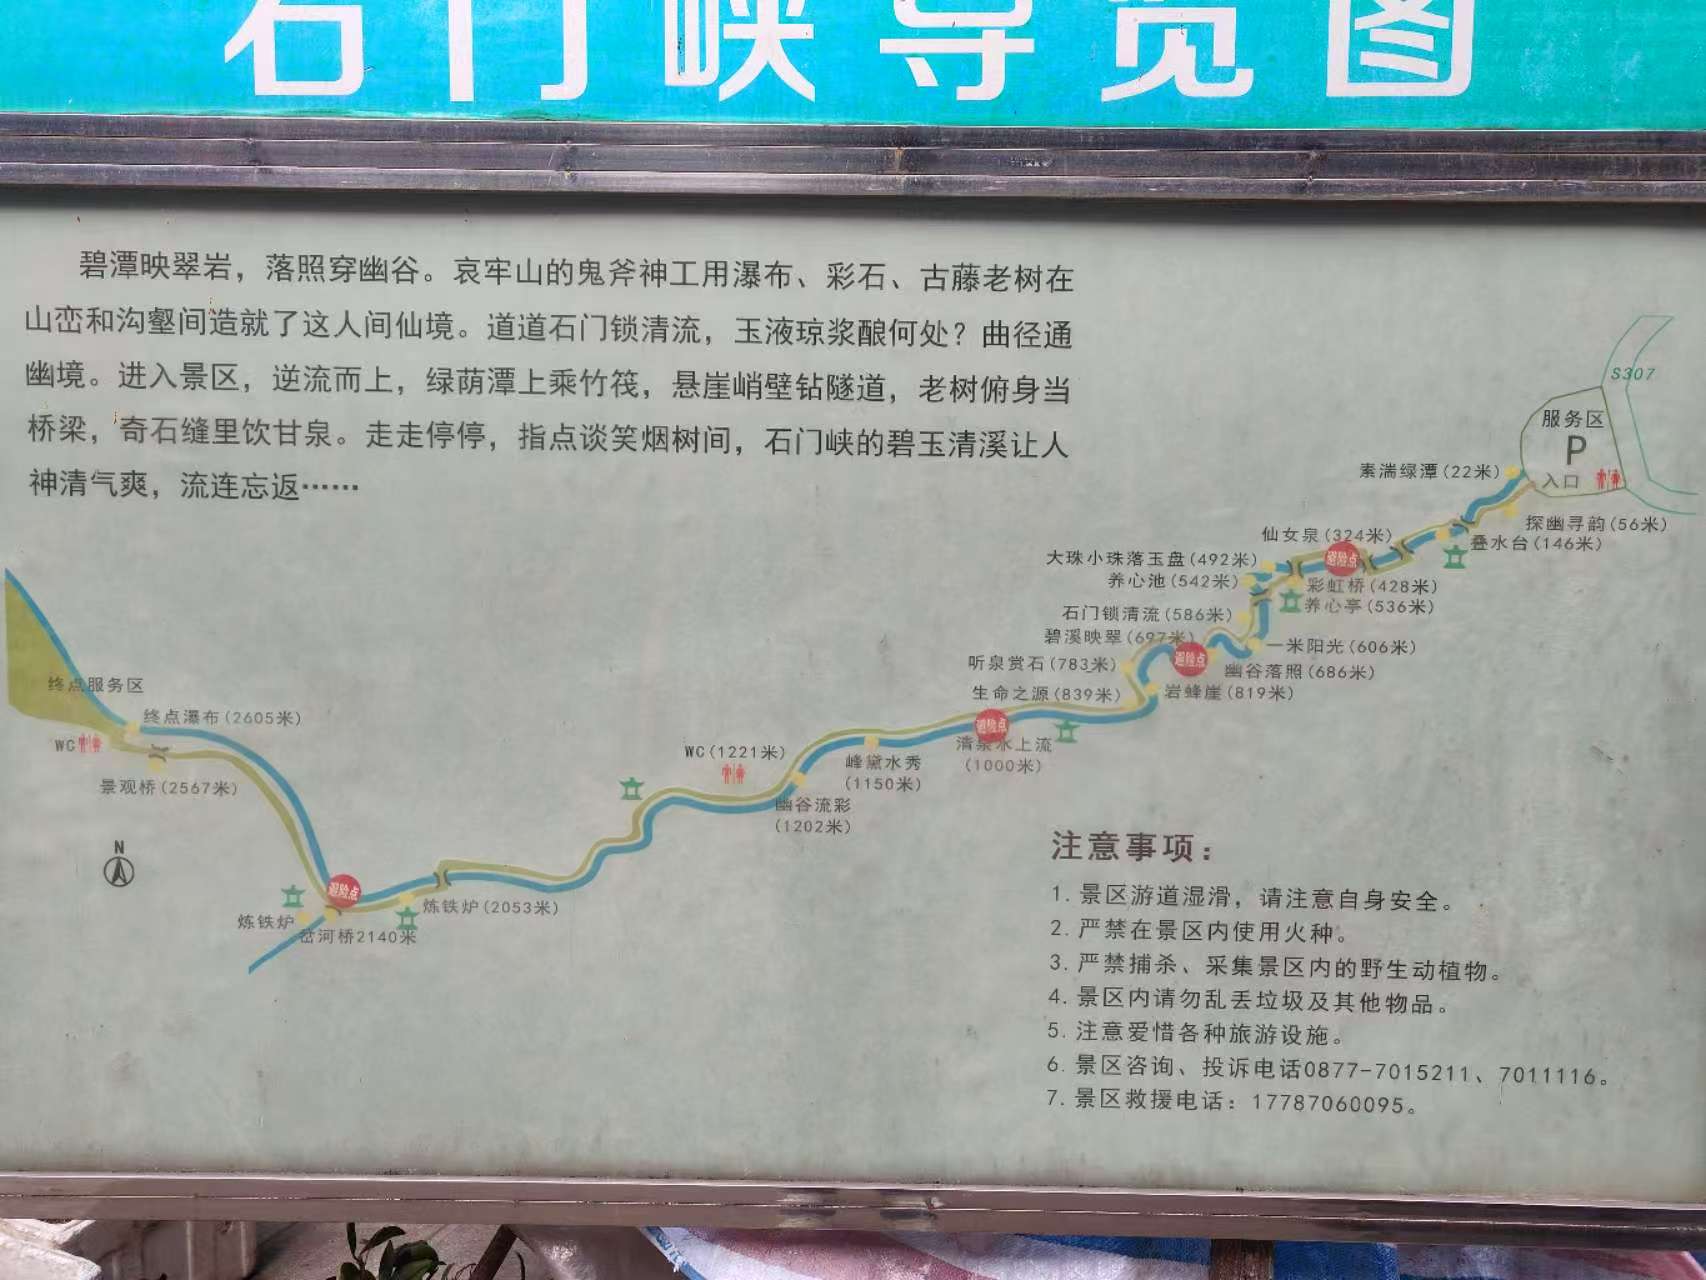 石门峡导览图
碧潭映翠岩，落照穿幽谷。哀牢山的鬼斧神工用瀑布、彩石、古藤老树在
山峦和沟壑间造就了这人间仙境。道道石门锁清流，玉液琼浆酿何处？曲径通
幽境。进入景区，逆流而上，绿荫潭上乘竹筏，悬崖峭壁钻隧道，老树俯身当
桥梁，奇石缝里饮甘泉。走走停停，指点谈笑烟树间，石门峡的碧玉清溪让人
神清气爽，流连忘返……
S307
服务区
P
入口
素湍绿潭(22米)
探幽寻韵(56米)
叠水台(146米)
仙女泉(324米)
避险点
彩虹桥(428米)
大珠小珠落玉盘(492米)
养心池(542米)
养心亭(536米)
石门锁清流(586米)
碧溪映翠(697米)
避险点
一米阳光(606米)
幽谷落照(686米)
听泉赏石(783米)
生命之源(839米)
岩蜂崖(819米)
避险点
清泉水上流
(1000米)
峰黛水秀
(1150米)
WC(1221米)
幽谷流彩
(1202米)
终点服务区
终点瀑布(2605米)
WC
景观桥(2567米)
N
避险点
炼铁炉(2053米)
炼铁炉
岔河桥2140米
注意事项：
1. 景区游道湿滑，请注意自身安全。
2. 严禁在景区内使用火种。
3. 严禁捕杀、采集景区内的野生动植物。
4. 景区内请勿乱丢垃圾及其他物品。
5. 注意爱惜各种旅游设施。
6. 景区咨询、投诉电话0877-7015211、7011116。
7. 景区救援电话：17787060095。